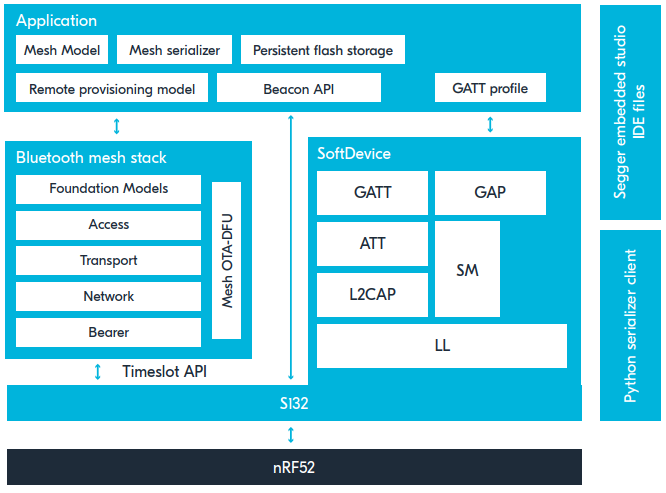 Application
Mesh Model
Mesh serializer
Persistent flash storage
Remote provisioning model
Beacon API
GATT profile
Bluetooth mesh stack
Foundation Models
Access
Transport
Network
Bearer
Mesh OTA-DFU
SoftDevice
GATT
GAP
ATT
SM
L2CAP
LL
Timeslot API
S132
nRF52
Segger embedded studio
IDE files
Python serializer client